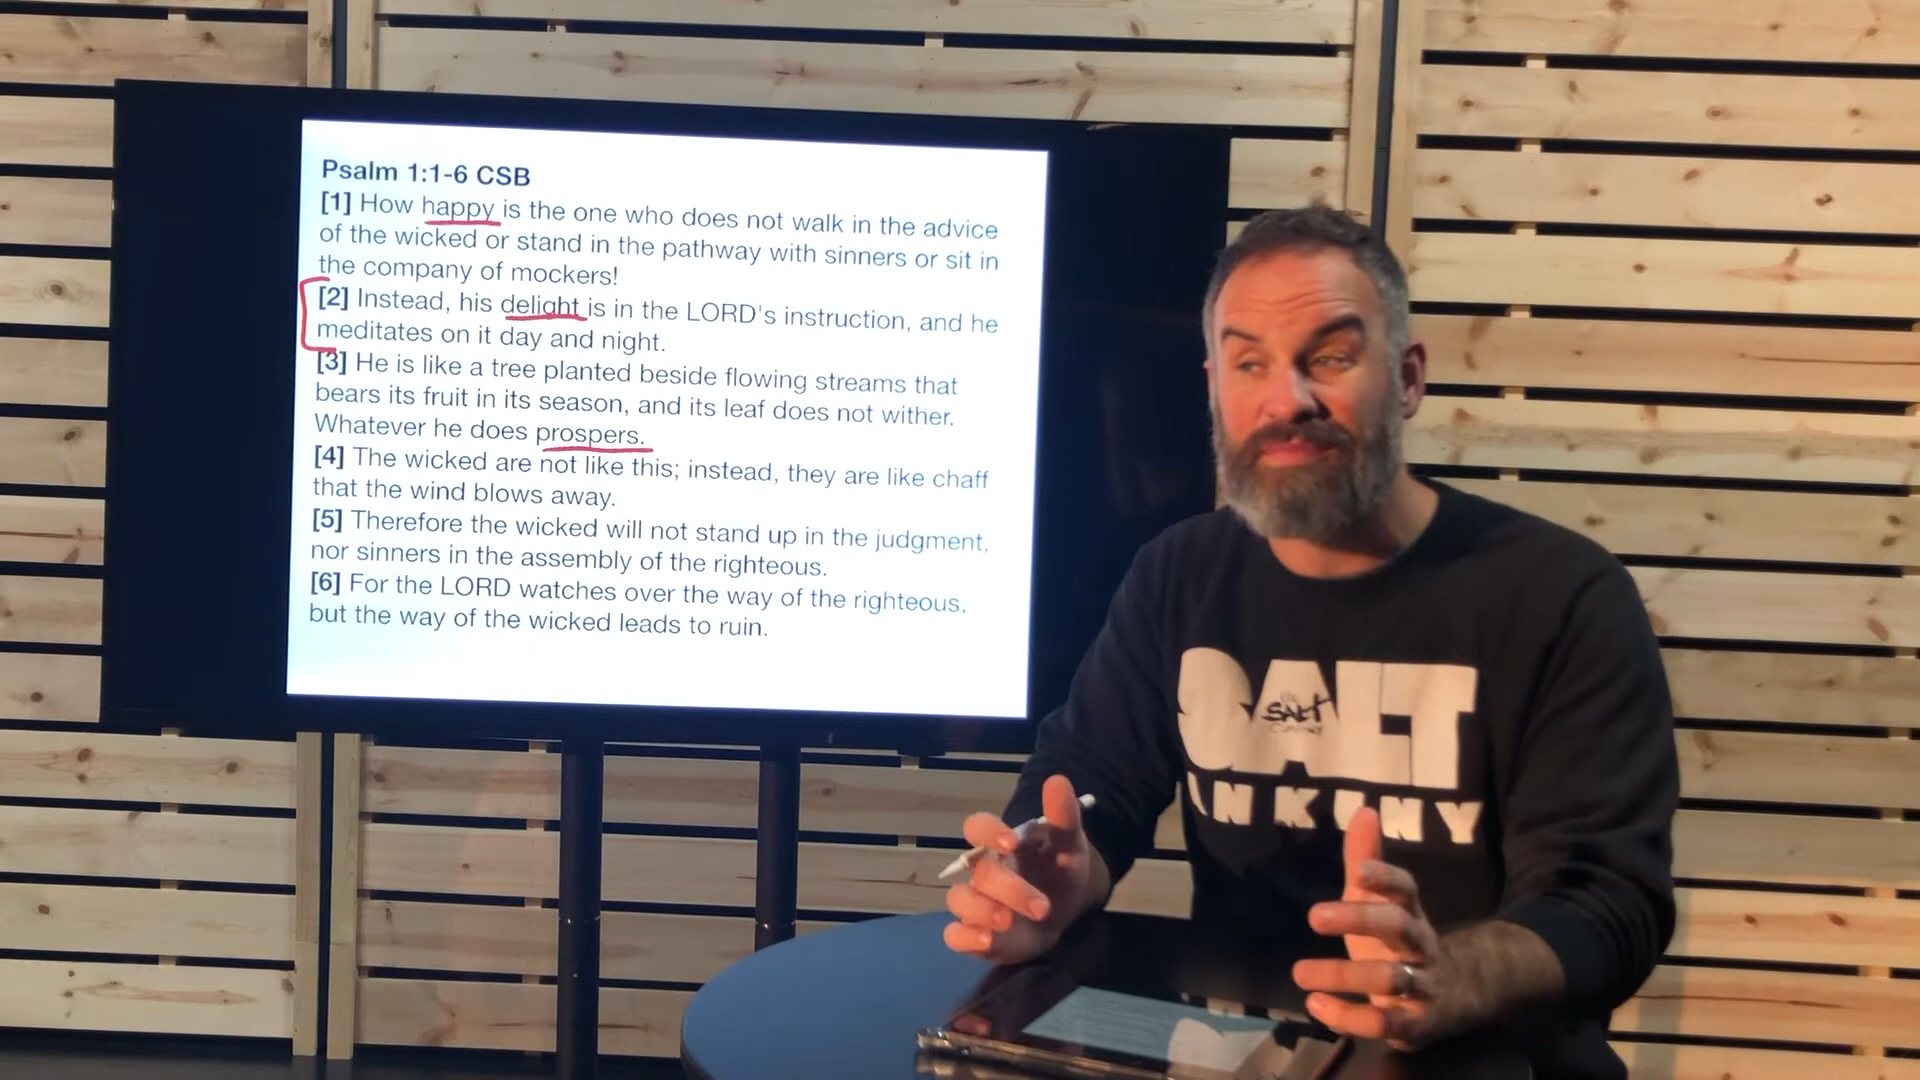 Psalm 1:1-6 CSB
[1] How happy is the one who does not walk in the advice
of the wicked or stand in the pathway with sinners or sit in
the company of mockers!
[2] Instead, his delight is in the LORD's instruction, and he
meditates on it day and night.
[3] He is like a tree planted beside flowing streams that
bears its fruit in its season, and its leaf does not wither.
Whatever he does prospers.
[4] The wicked are not like this; instead, they are like chaff
that the wind blows away.
[5] Therefore the wicked will not stand up in the judgment,
nor sinners in the assembly of the righteous.
[6] For the LORD watches over the way of the righteous,
but the way of the wicked leads to ruin.
SALT
SALT